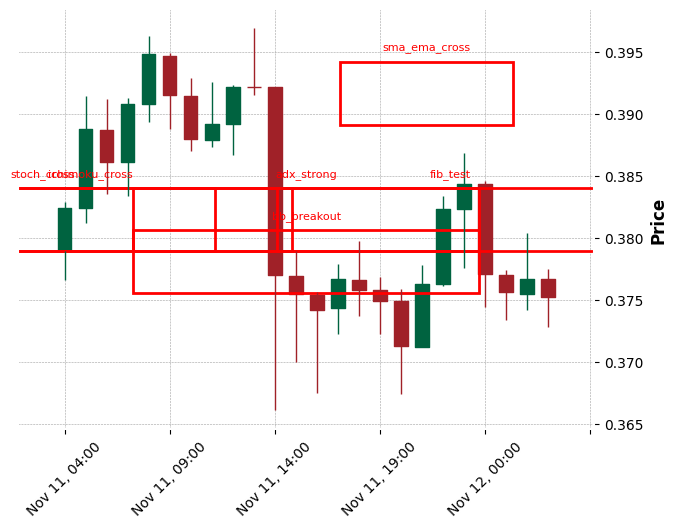 sma_ema_cross
stoch_cross
adx_strong
fib_test
0.395
0.390
0.385
0.380
0.375
0.370
0.365
Price
Nov 11, 04:00
Nov 11, 09:00
Nov 11, 14:00
Nov 11, 19:00
Nov 12, 00:00